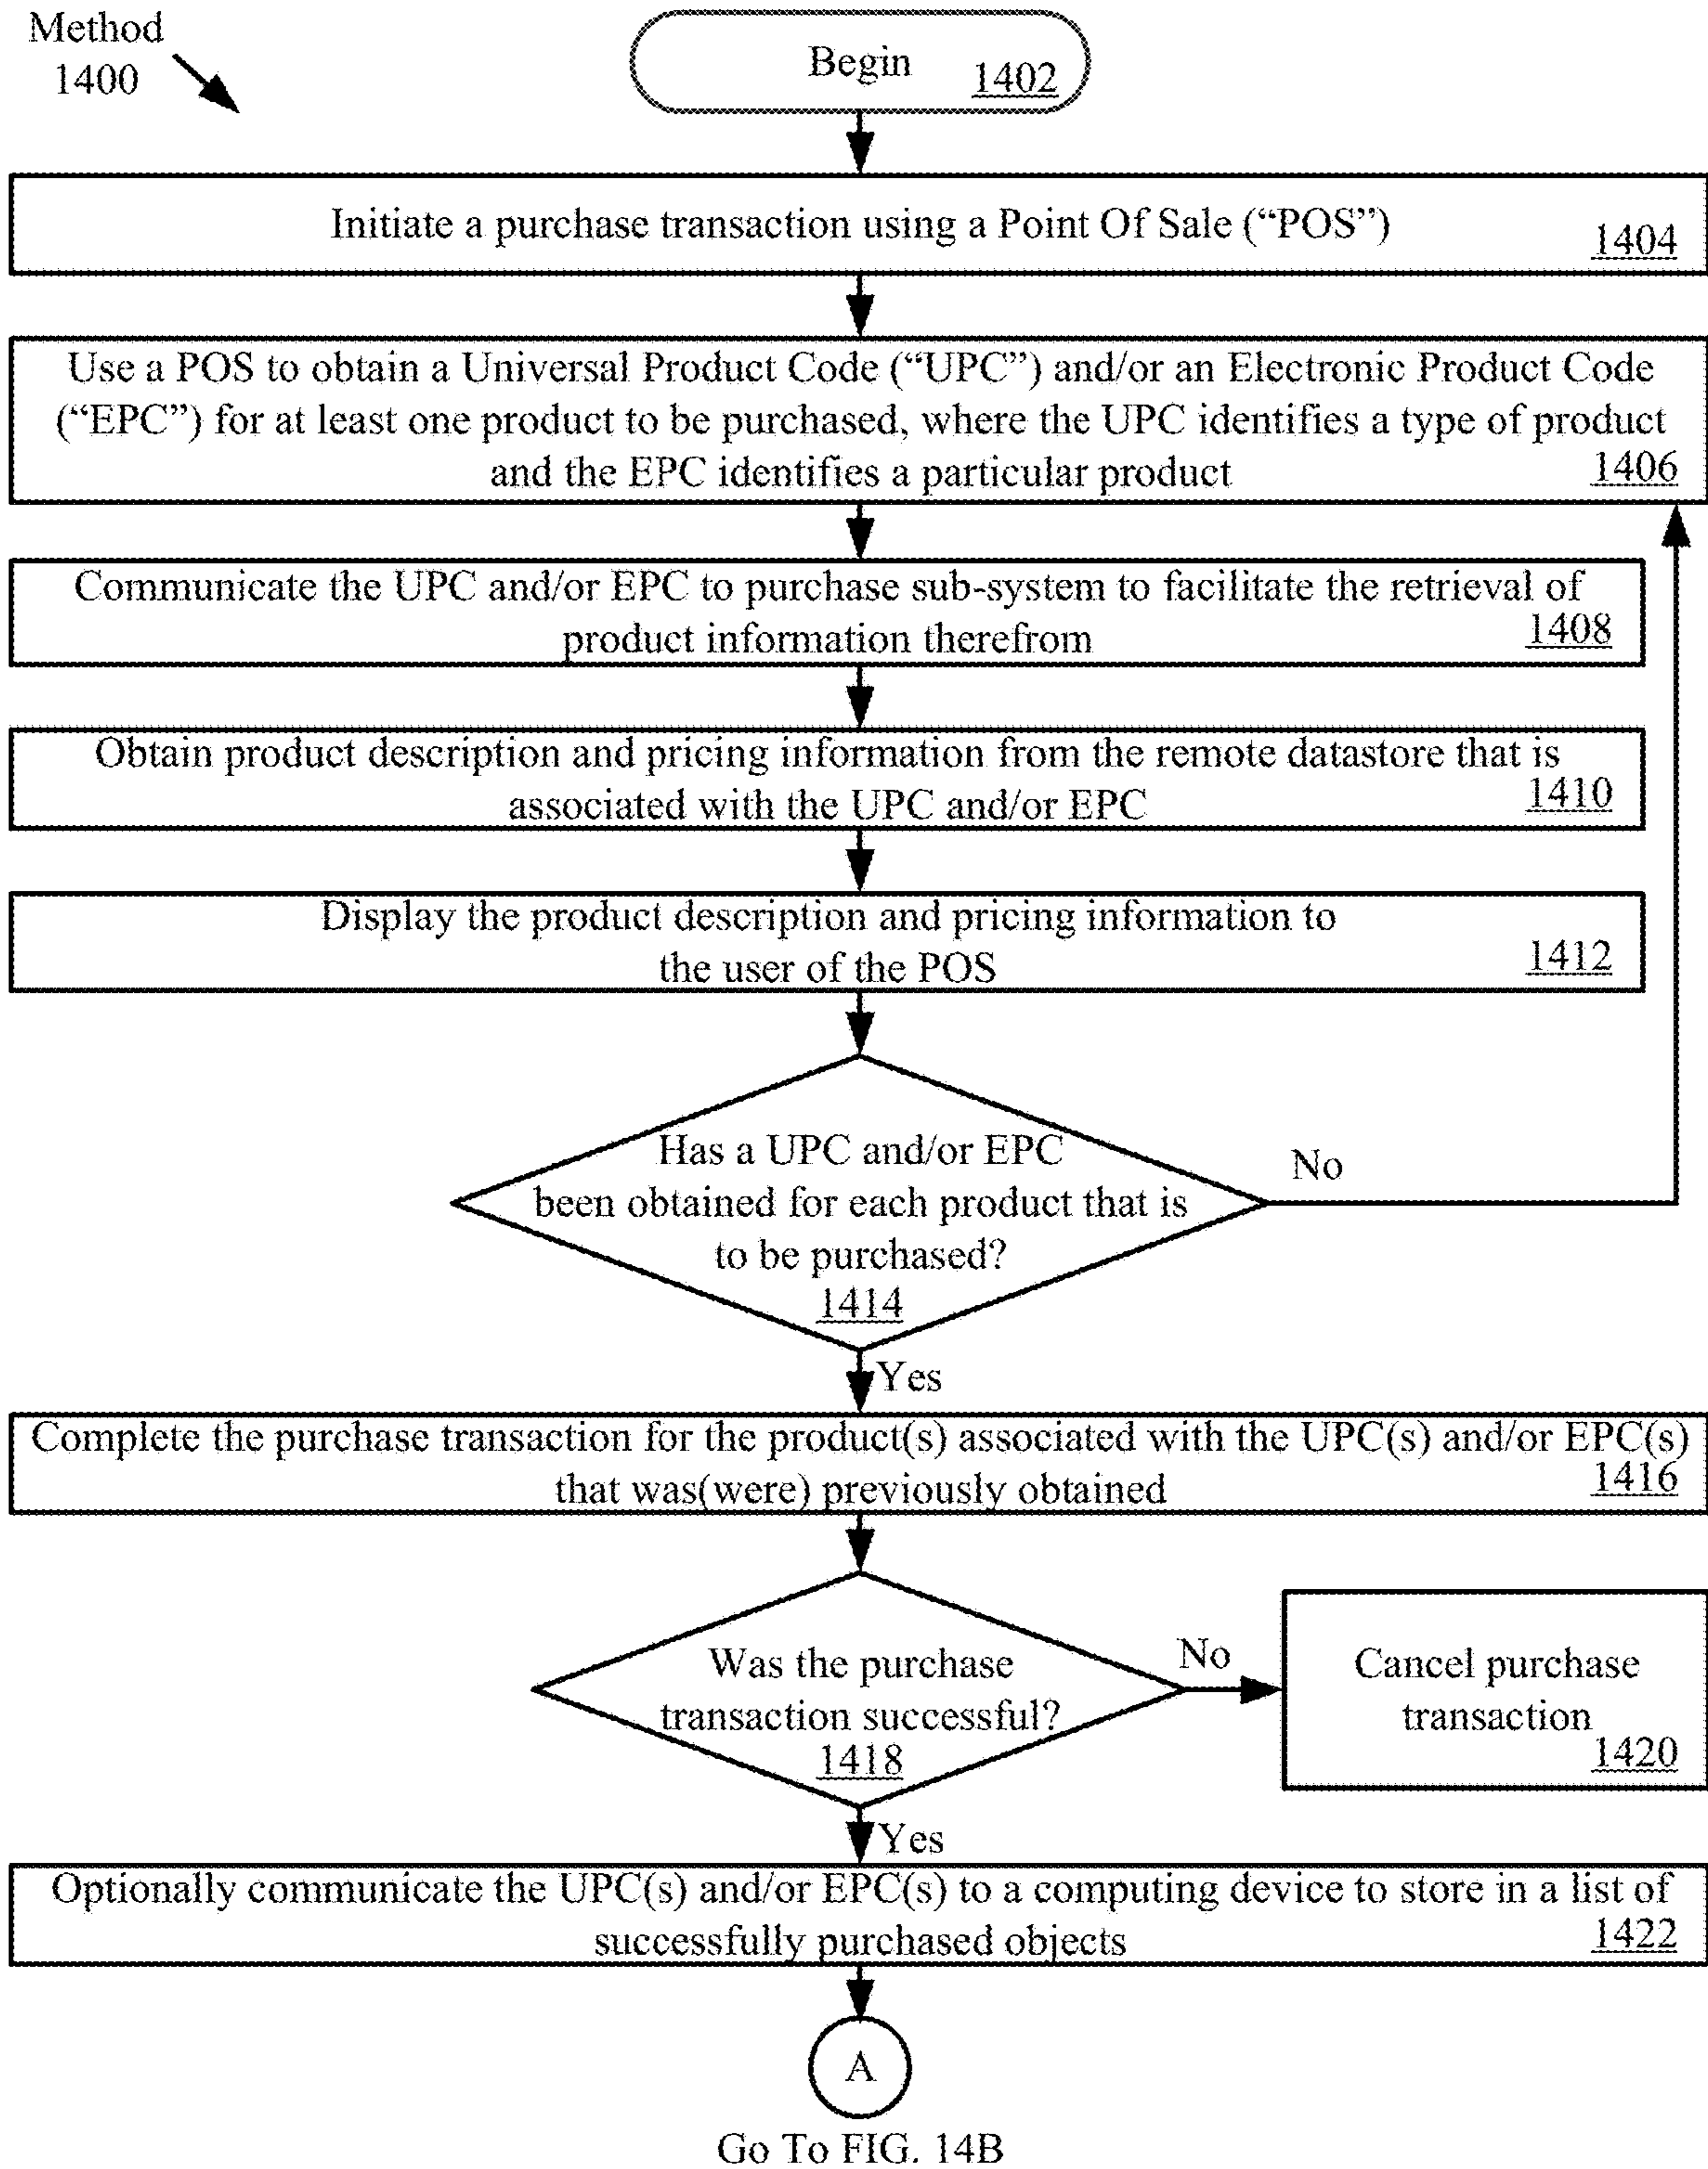 Method
1400
Begin 1402
Initiate a purchase transaction using a Point Of Sale (“POS”)
1404
Use a POS to obtain a Universal Product Code (“UPC”) and/or an Electronic Product Code
(“EPC”) for at least one product to be purchased, where the UPC identifies a type of product
and the EPC identifies a particular product
1406
Communicate the UPC and/or EPC to purchase sub-system to facilitate the retrieval of
product information therefrom
1408
Obtain product description and pricing information from the remote datastore that is
associated with the UPC and/or EPC
1410
Display the product description and pricing information to
the user of the POS
1412
Has a UPC and/or EPC
been obtained for each product that is
to be purchased?
1414
No
Yes
Complete the purchase transaction for the product(s) associated with the UPC(s) and/or EPC(s)
that was(were) previously obtained
1416
Was the purchase
transaction successful?
1418
No
Cancel purchase
transaction
1420
Yes
Optionally communicate the UPC(s) and/or EPC(s) to a computing device to store in a list of
successfully purchased objects
1422
A
Go To FIG. 14B